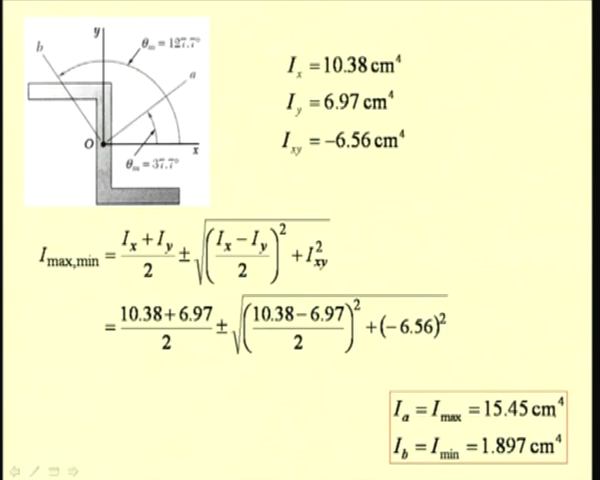 y
b
θm = 127.7°
a
O
x
θm = 37.7°
Ix = 10.38 cm⁴
Iy = 6.97 cm⁴
Ixy = −6.56 cm⁴
Imax,min = (Ix + Iy)/2 ± √(((Ix − Iy)/2)² + I²xy)
= (10.38 + 6.97)/2 ± √(((10.38 − 6.97)/2)² + (−6.56)²)
Ia = Imax = 15.45 cm⁴
Ib = Imin = 1.897 cm⁴